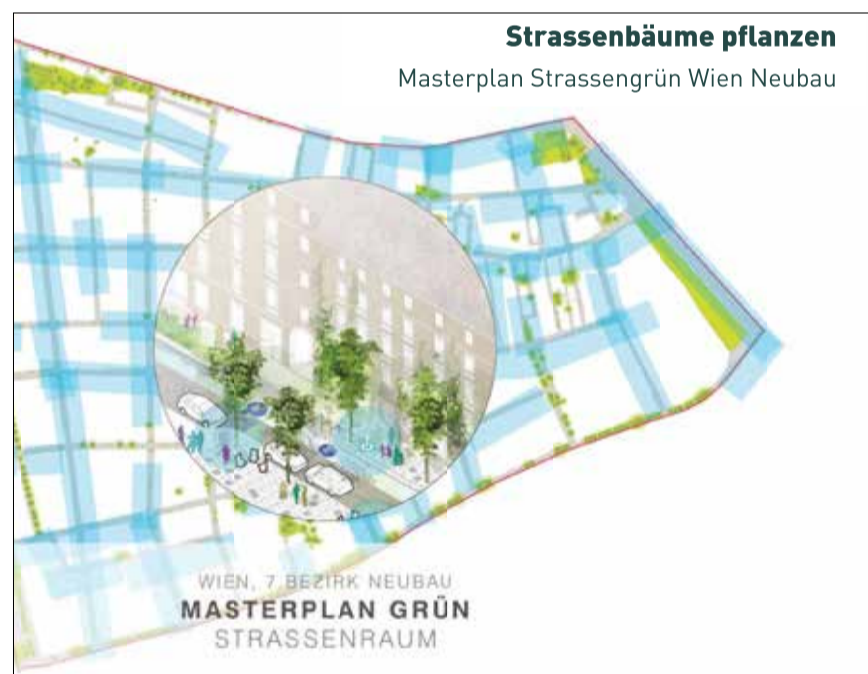 Strassenbäume pflanzen
Masterplan Strassengrün Wien Neubau
WIEN, 7 BEZIRK NEUBAU
MASTERPLAN GRÜN
STRASSENRAUM